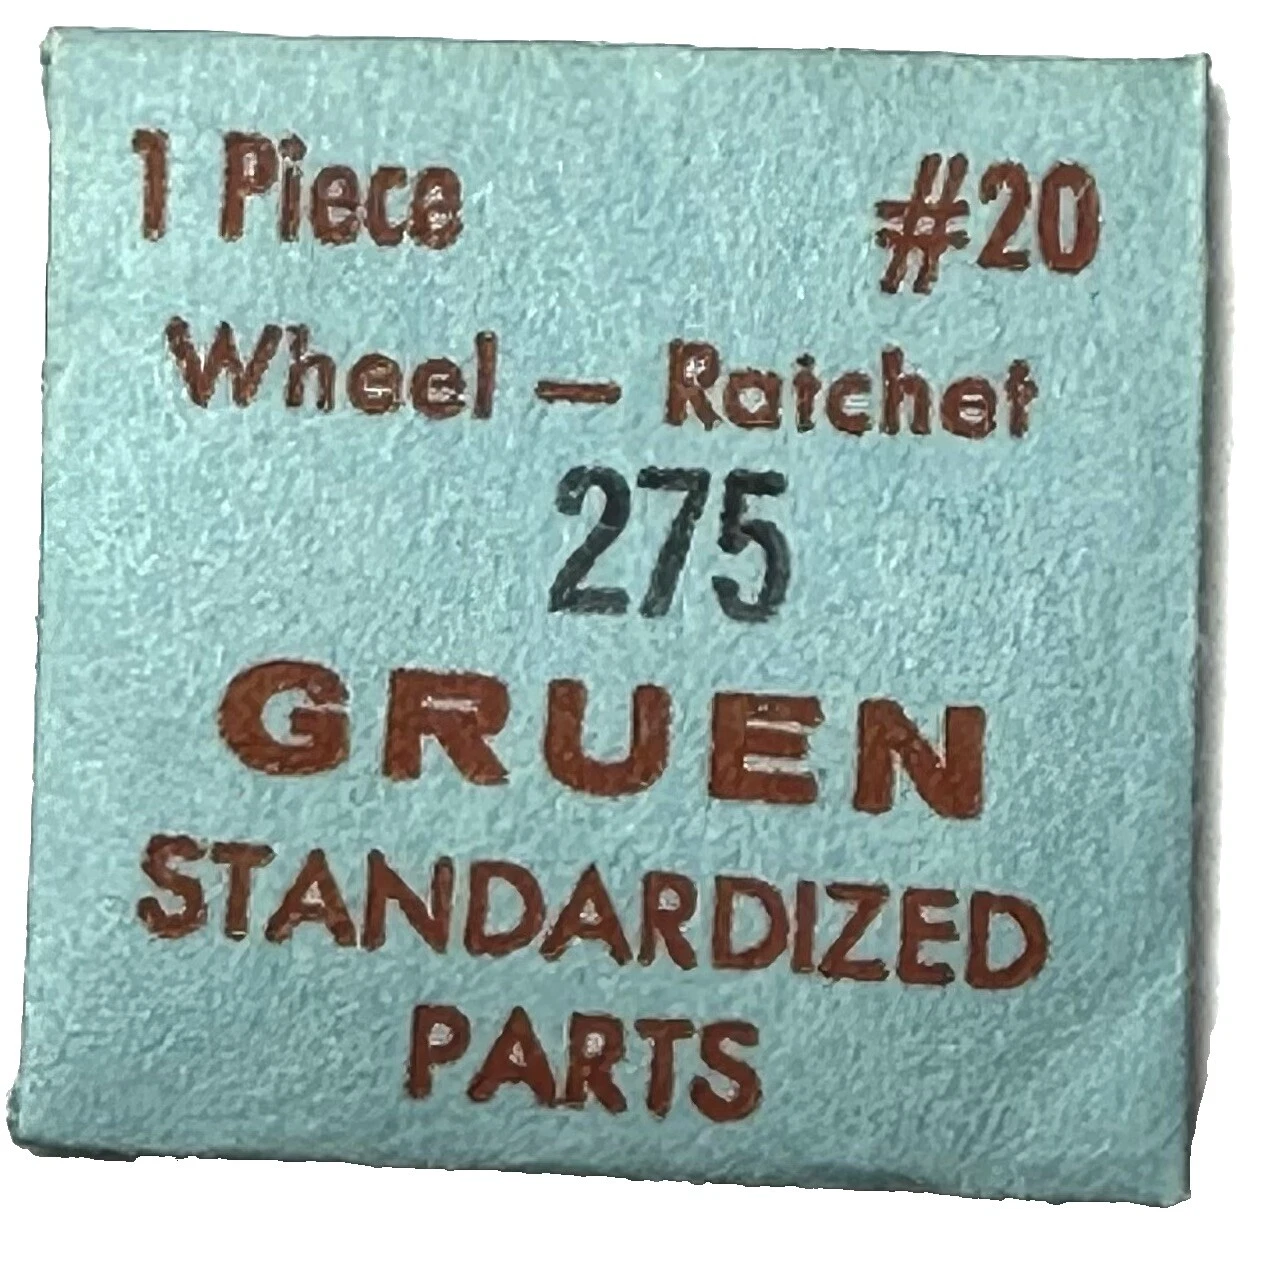 1 Piece #20
Wheel — Ratchet
275
GRUEN
STANDARDIZED
PARTS